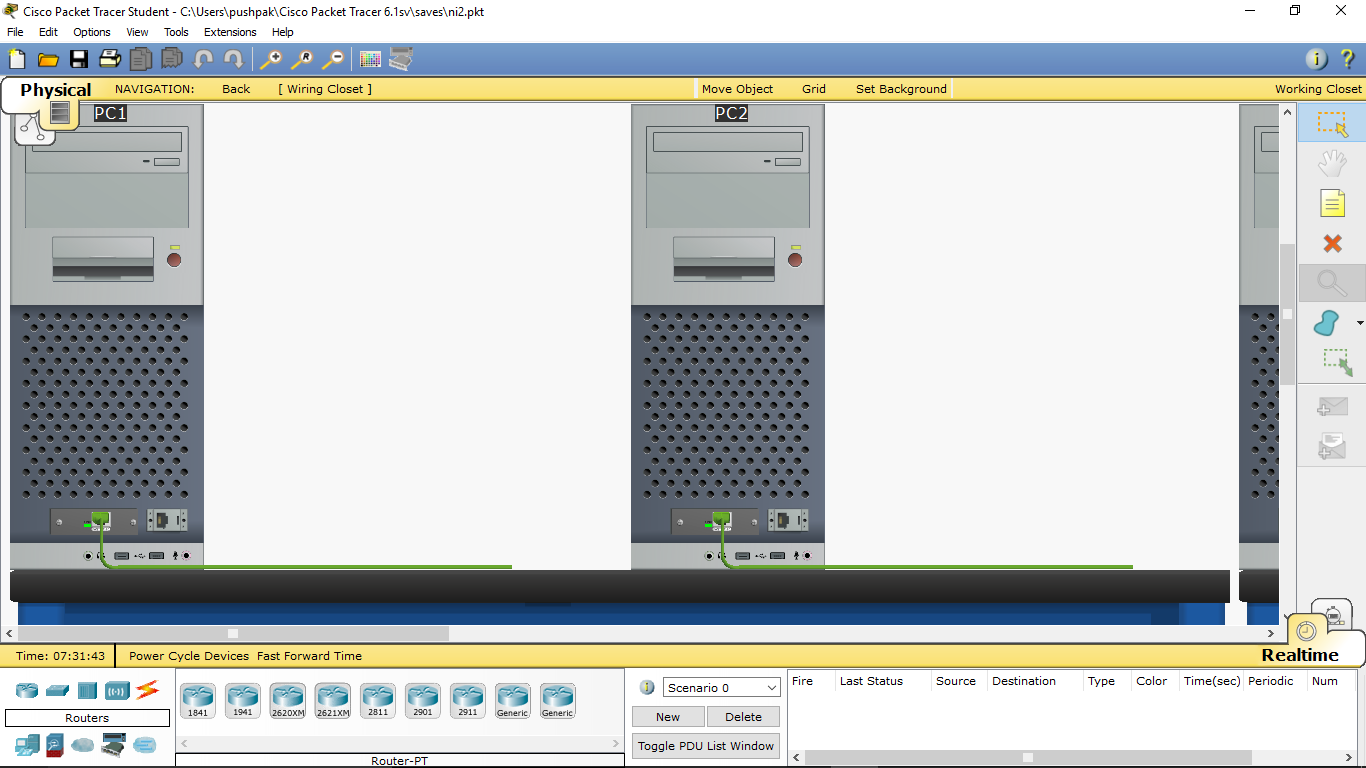 Cisco Packet Tracer Student - C:\Users\pushpak\Cisco Packet Tracer 6.1sv\saves\ni2.pkt
File Edit Options View Tools Extensions Help
Physical NAVIGATION: Back [ Wiring Closet ] Move Object Grid Set Background Working Closet
PC1 PC2
Realtime
Time: 07:31:43 Power Cycle Devices Fast Forward Time
Routers
1841 1941 2620XM 2621XM 2811 2901 2911 Generic Generic
Router-PT
Scenario 0
New Delete
Toggle PDU List Window
Fire Last Status Source Destination Type Color Time(sec) Periodic Num